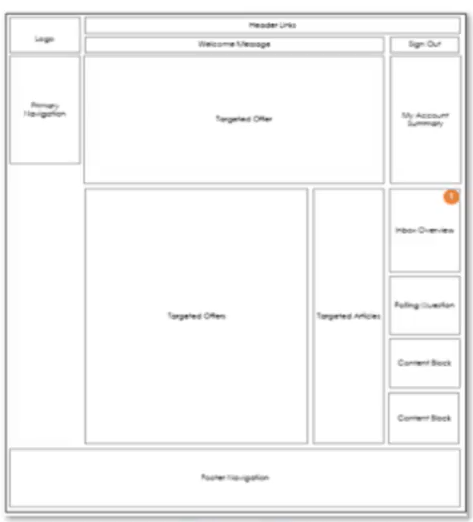 Header Links
Logo
Welcome Message
Sign Out
Primary
Navigation
Targeted Offer
My Account
Summary
Inbox Overview
Targeted Offers
Targeted Articles
Polling Question
Content Block
Content Block
Footer Navigation